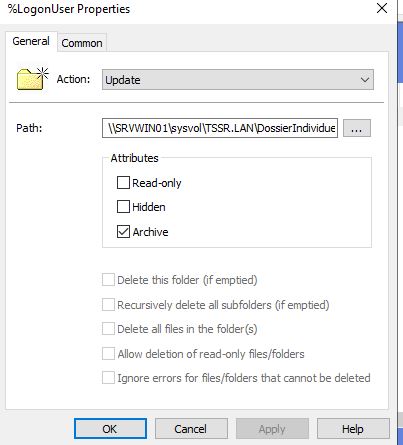 %LogonUser Properties
General
Common
Action:
Update
Path:
\\SRVWIN01\sysvol\TSSR.LAN\DossierIndividue
...
Attributes
Read-only
Hidden
Archive
Delete this folder (if emptied)
Recursively delete all subfolders (if emptied)
Delete all files in the folder(s)
Allow deletion of read-only files/folders
Ignore errors for files/folders that cannot be deleted
OK
Cancel
Apply
Help